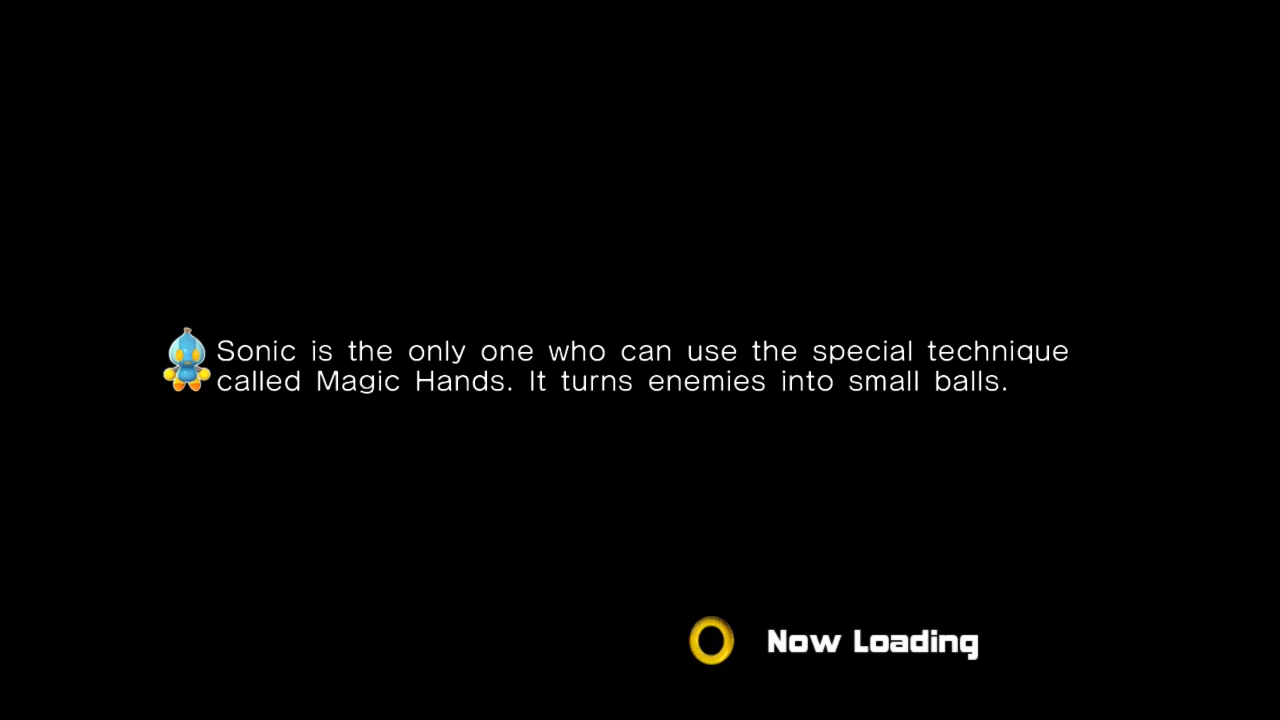 Sonic is the only one who can use the special technique
called Magic Hands. It turns enemies into small balls.
Now Loading